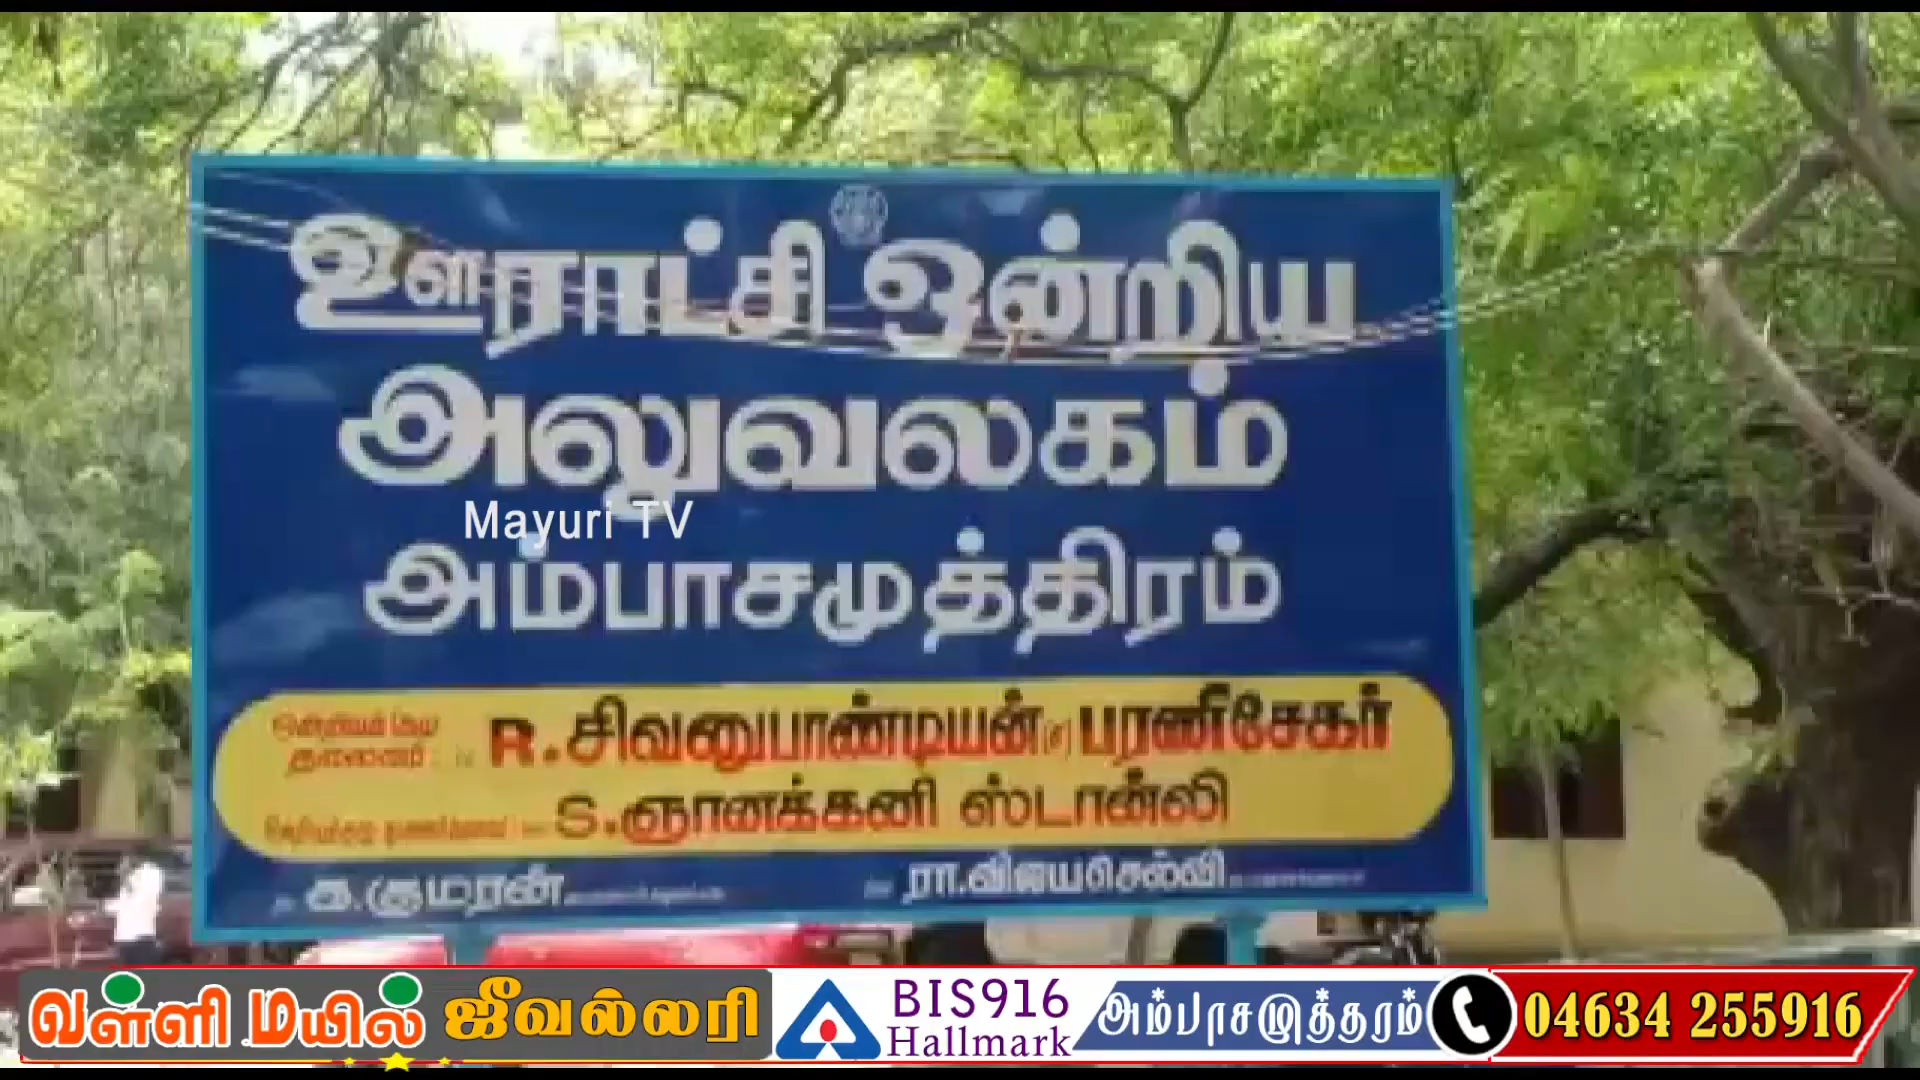 ஊராட்சி ஒன்றிய
அலுவலகம்
Mayuri TV
அம்பாசமுத்திரம்
R.சிவனுபாண்டியன் (எ) பரணிசேகர்
S.ஞானக்கனி ஸ்டான்லி
க.குமரன்
ரா.விஜயசெல்வி
வள்ளி மயில் ஜீவல்லரி BIS916 Hallmark அம்பாசமுத்தரம் 04634 255916